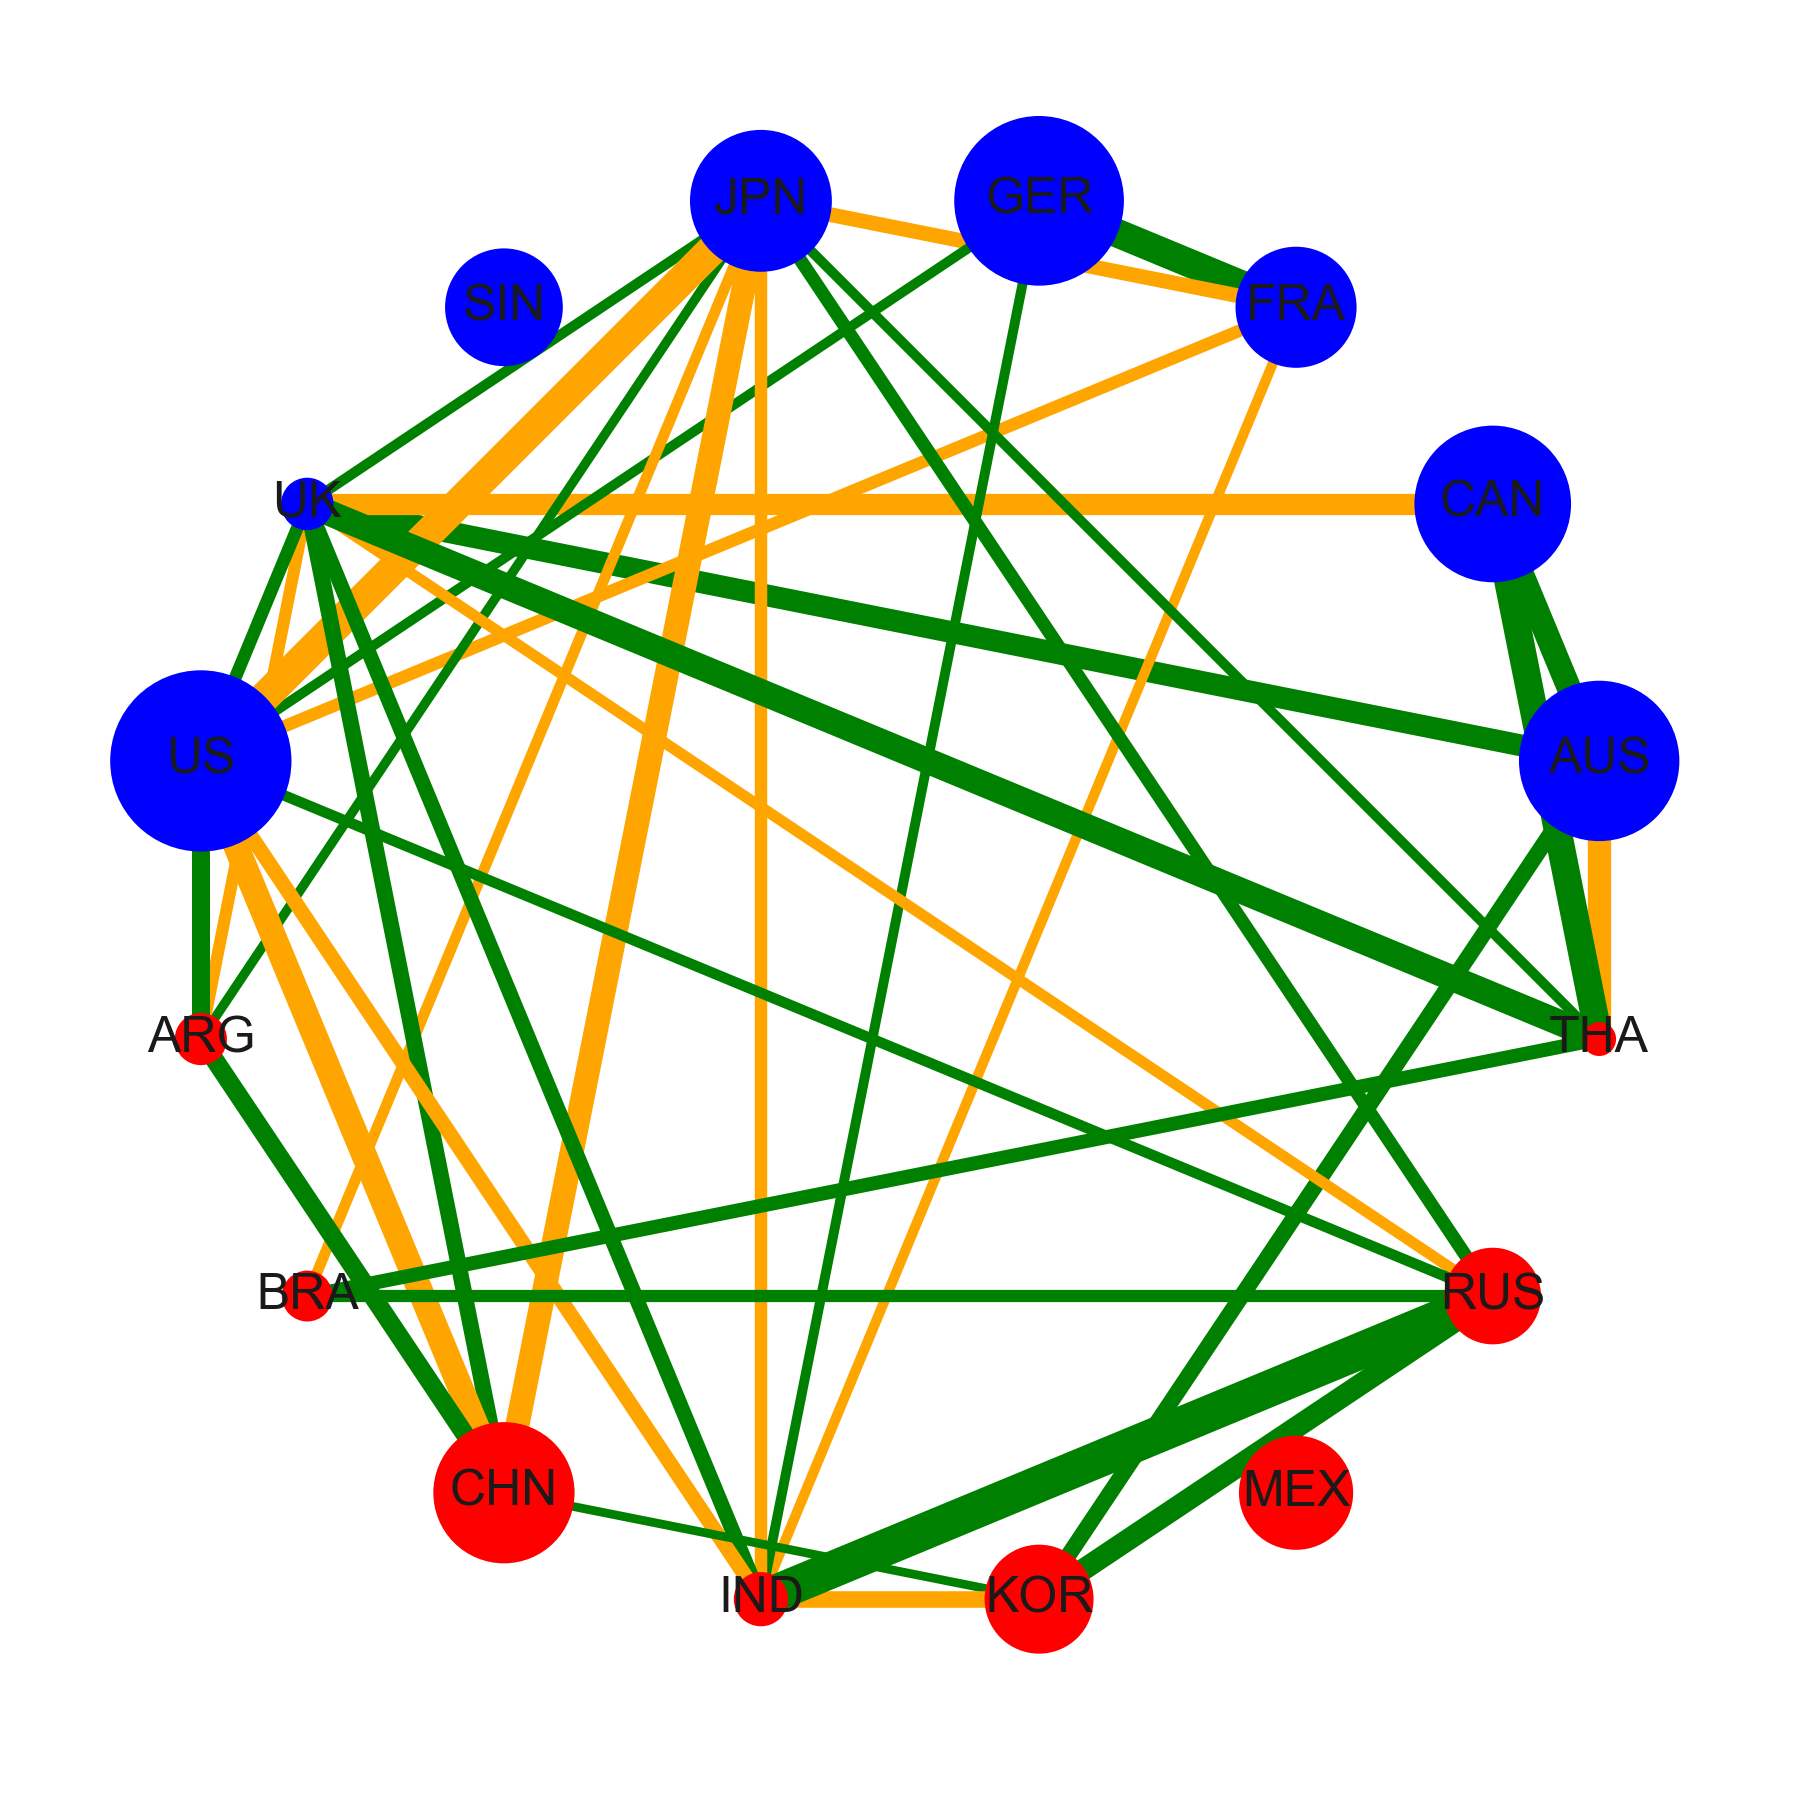 JPN
GER
SIN
FRA
UK
CAN
US
AUS
ARG
THA
BRA
RUS
CHN
MEX
IND
KOR